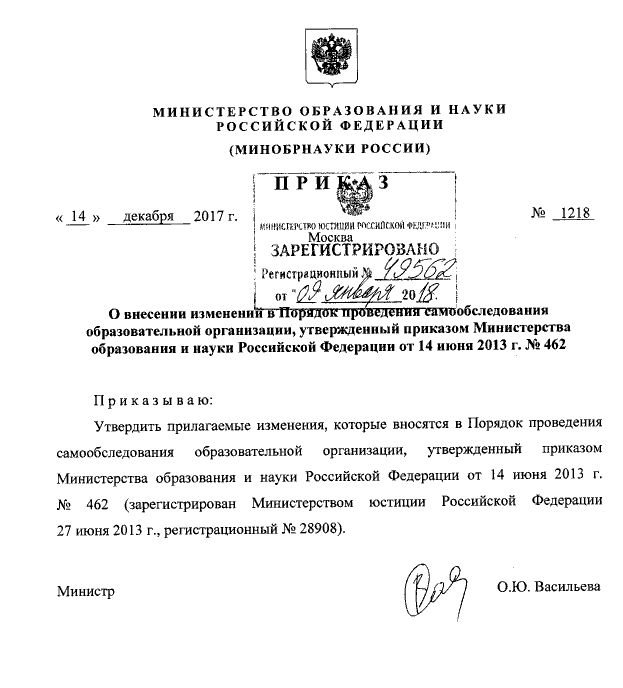 МИНИСТЕРСТВО ОБРАЗОВАНИЯ И НАУКИ
РОССИЙСКОЙ ФЕДЕРАЦИИ
(МИНОБРНАУКИ РОССИИ)
ПРИКАЗ
« 14 » декабря 2017 г.
№ 1218
МИНИСТЕРСТВО ЮСТИЦИИ РОССИЙСКОЙ ФЕДЕРАЦИИ
Москва
ЗАРЕГИСТРИРОВАНО
Регистрационный № 49562
от "09 января 2018.
О внесении изменений в Порядок проведения самообследования
образовательной организации, утвержденный приказом Министерства
образования и науки Российской Федерации от 14 июня 2013 г. № 462
Приказываю:
Утвердить прилагаемые изменения, которые вносятся в Порядок проведения
самообследования образовательной организации, утвержденный приказом
Министерства образования и науки Российской Федерации от 14 июня 2013 г.
№ 462 (зарегистрирован Министерством юстиции Российской Федерации
27 июня 2013 г., регистрационный № 28908).
Министр
О.Ю. Васильева